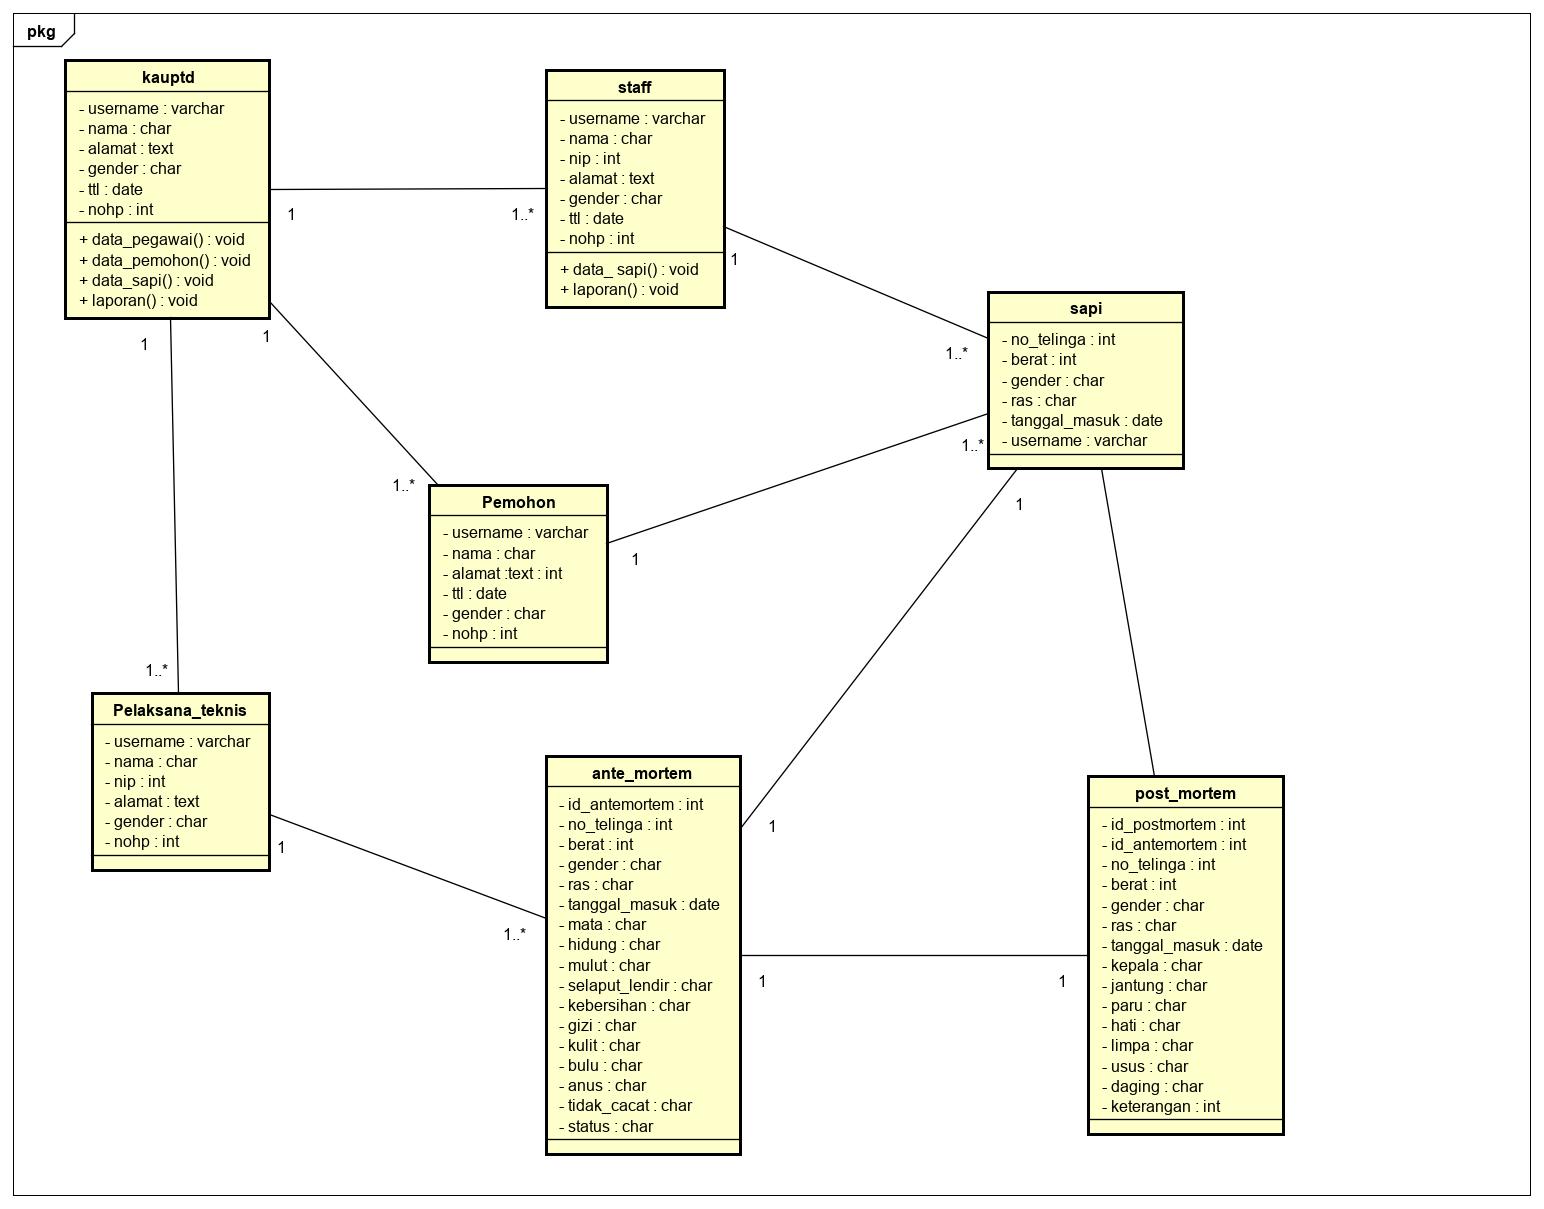 pkg
kauptd
- username : varchar
- nama : char
- alamat : text
- gender : char
- ttl : date
- nohp : int
+ data_pegawai() : void
+ data_pemohon() : void
+ data_sapi() : void
+ laporan() : void
staff
- username : varchar
- nama : char
- nip : int
- alamat : text
- gender : char
- ttl : date
- nohp : int
+ data_ sapi() : void
+ laporan() : void
1
1..*
1
1..*
sapi
- no_telinga : int
- berat : int
- gender : char
- ras : char
- tanggal_masuk : date
- username : varchar
1
1
1..*
1..*
1
1
Pemohon
- username : varchar
- nama : char
- alamat :text : int
- ttl : date
- gender : char
- nohp : int
1..*
Pelaksana_teknis
- username : varchar
- nama : char
- nip : int
- alamat : text
- gender : char
- nohp : int
1
1..*
1
ante_mortem
- id_antemortem : int
- no_telinga : int
- berat : int
- gender : char
- ras : char
- tanggal_masuk : date
- mata : char
- hidung : char
- mulut : char
- selaput_lendir : char
- kebersihan : char
- gizi : char
- kulit : char
- bulu : char
- anus : char
- tidak_cacat : char
- status : char
1
1
post_mortem
- id_postmortem : int
- id_antemortem : int
- no_telinga : int
- berat : int
- gender : char
- ras : char
- tanggal_masuk : date
- kepala : char
- jantung : char
- paru : char
- hati : char
- limpa : char
- usus : char
- daging : char
- keterangan : int